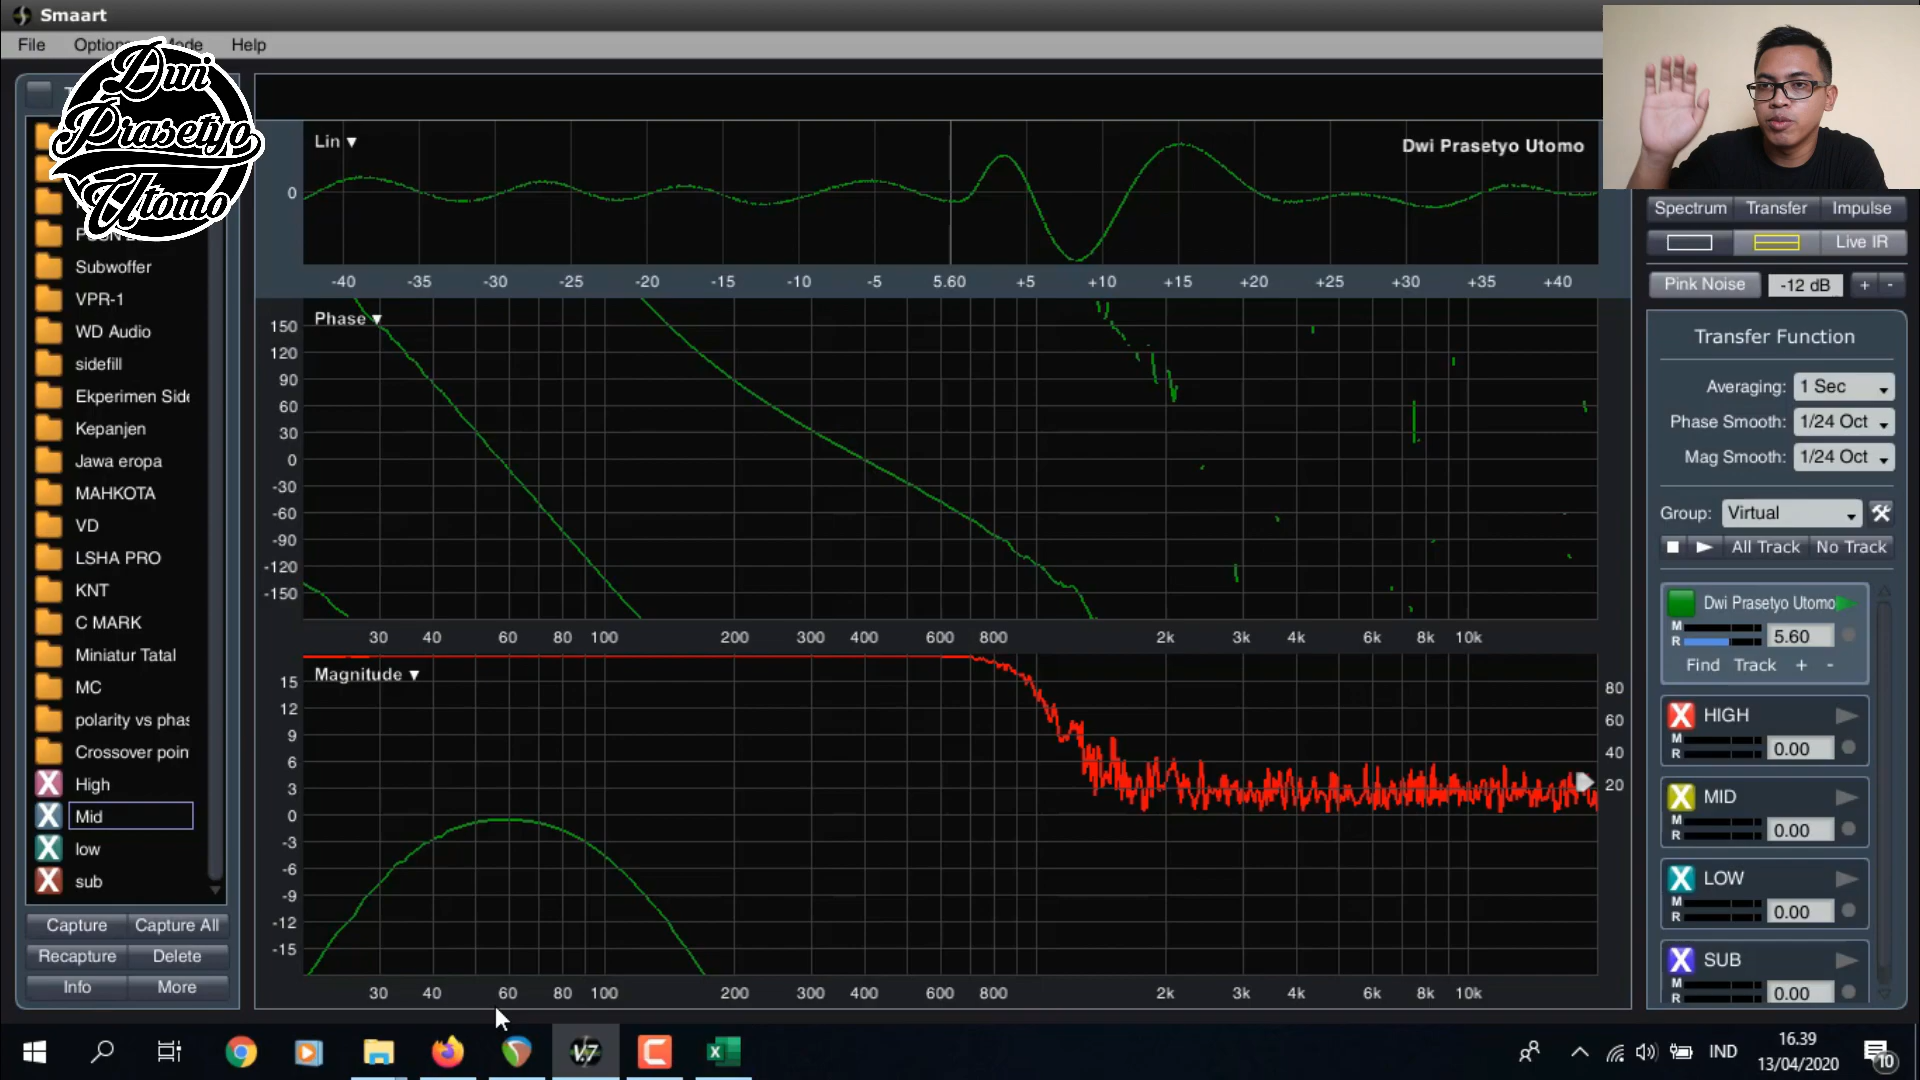 Smaart
File Options Mode Help
Dwi
Prasetyo
Utomo
Subwoffer
VPR-1
WD Audio
sidefill
Ekperimen Side
Kepanjen
Jawa eropa
MAHKOTA
VD
LSHA PRO
KNT
C MARK
Miniatur Tatal
MC
polarity vs phas
Crossover poin
High
Mid
low
sub
Capture Capture All
Recapture Delete
Info More
Lin ▼
Dwi Prasetyo Utomo
0
-40 -35 -30 -25 -20 -15 -10 -5 5.60 +5 +10 +15 +20 +25 +30 +35 +40
Phase ▼
150
120
90
60
30
0
-30
-60
-90
-120
-150
30 40 60 80 100 200 300 400 600 800 2k 3k 4k 6k 8k 10k
Magnitude ▼
15
12
9
6
3
0
-3
-6
-9
-12
-15
80
60
40
20
30 40 60 80 100 200 300 400 600 800 2k 3k 4k 6k 8k 10k
Spectrum Transfer Impulse
Live IR
Pink Noise -12 dB + -
Transfer Function
Averaging: 1 Sec
Phase Smooth: 1/24 Oct
Mag Smooth: 1/24 Oct
Group: Virtual
All Track No Track
Dwi Prasetyo Utomo
M
R 5.60
Find Track + -
HIGH
M
R 0.00
MID
M
R 0.00
LOW
M
R 0.00
SUB
M
R 0.00
V.7
IND
16.39
13/04/2020
10